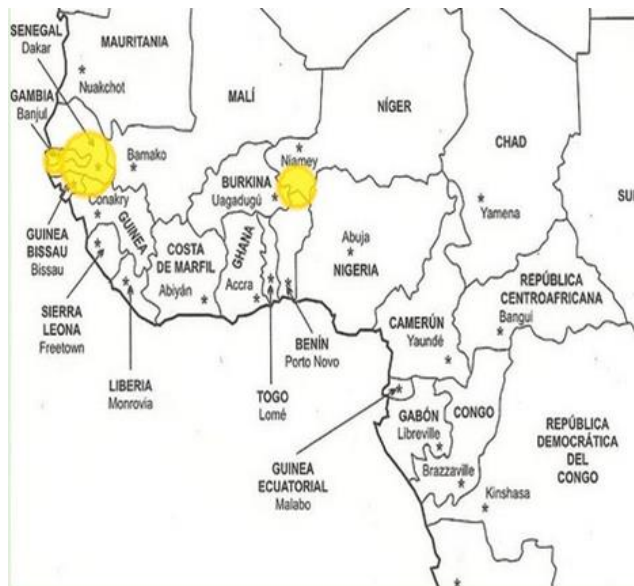 SENEGAL
Dakar
MAURITANIA
Nuakchot
GAMBIA
Banjul
MALÍ
NÍGER
CHAD
Bamako
Niamey
BURKINA
Uagadugú
Conakry
GUINEA
GUINEA
BISSAU
Bissau
COSTA
DE MARFIL
Abiyán
GHANA
Accra
Abuja
NIGERIA
Yamena
SU
REPÚBLICA
CENTROAFRICANA
Bangui
SIERRA
LEONA
Freetown
BENÍN
Porto Novo
CAMERÚN
Yaundé
LIBERIA
Monrovia
TOGO
Lomé
GABÓN
Libreville
CONGO
Brazzaville
REPÚBLICA
DEMOCRÁTICA
DEL
CONGO
GUINEA
ECUATORIAL
Malabo
Kinshasa